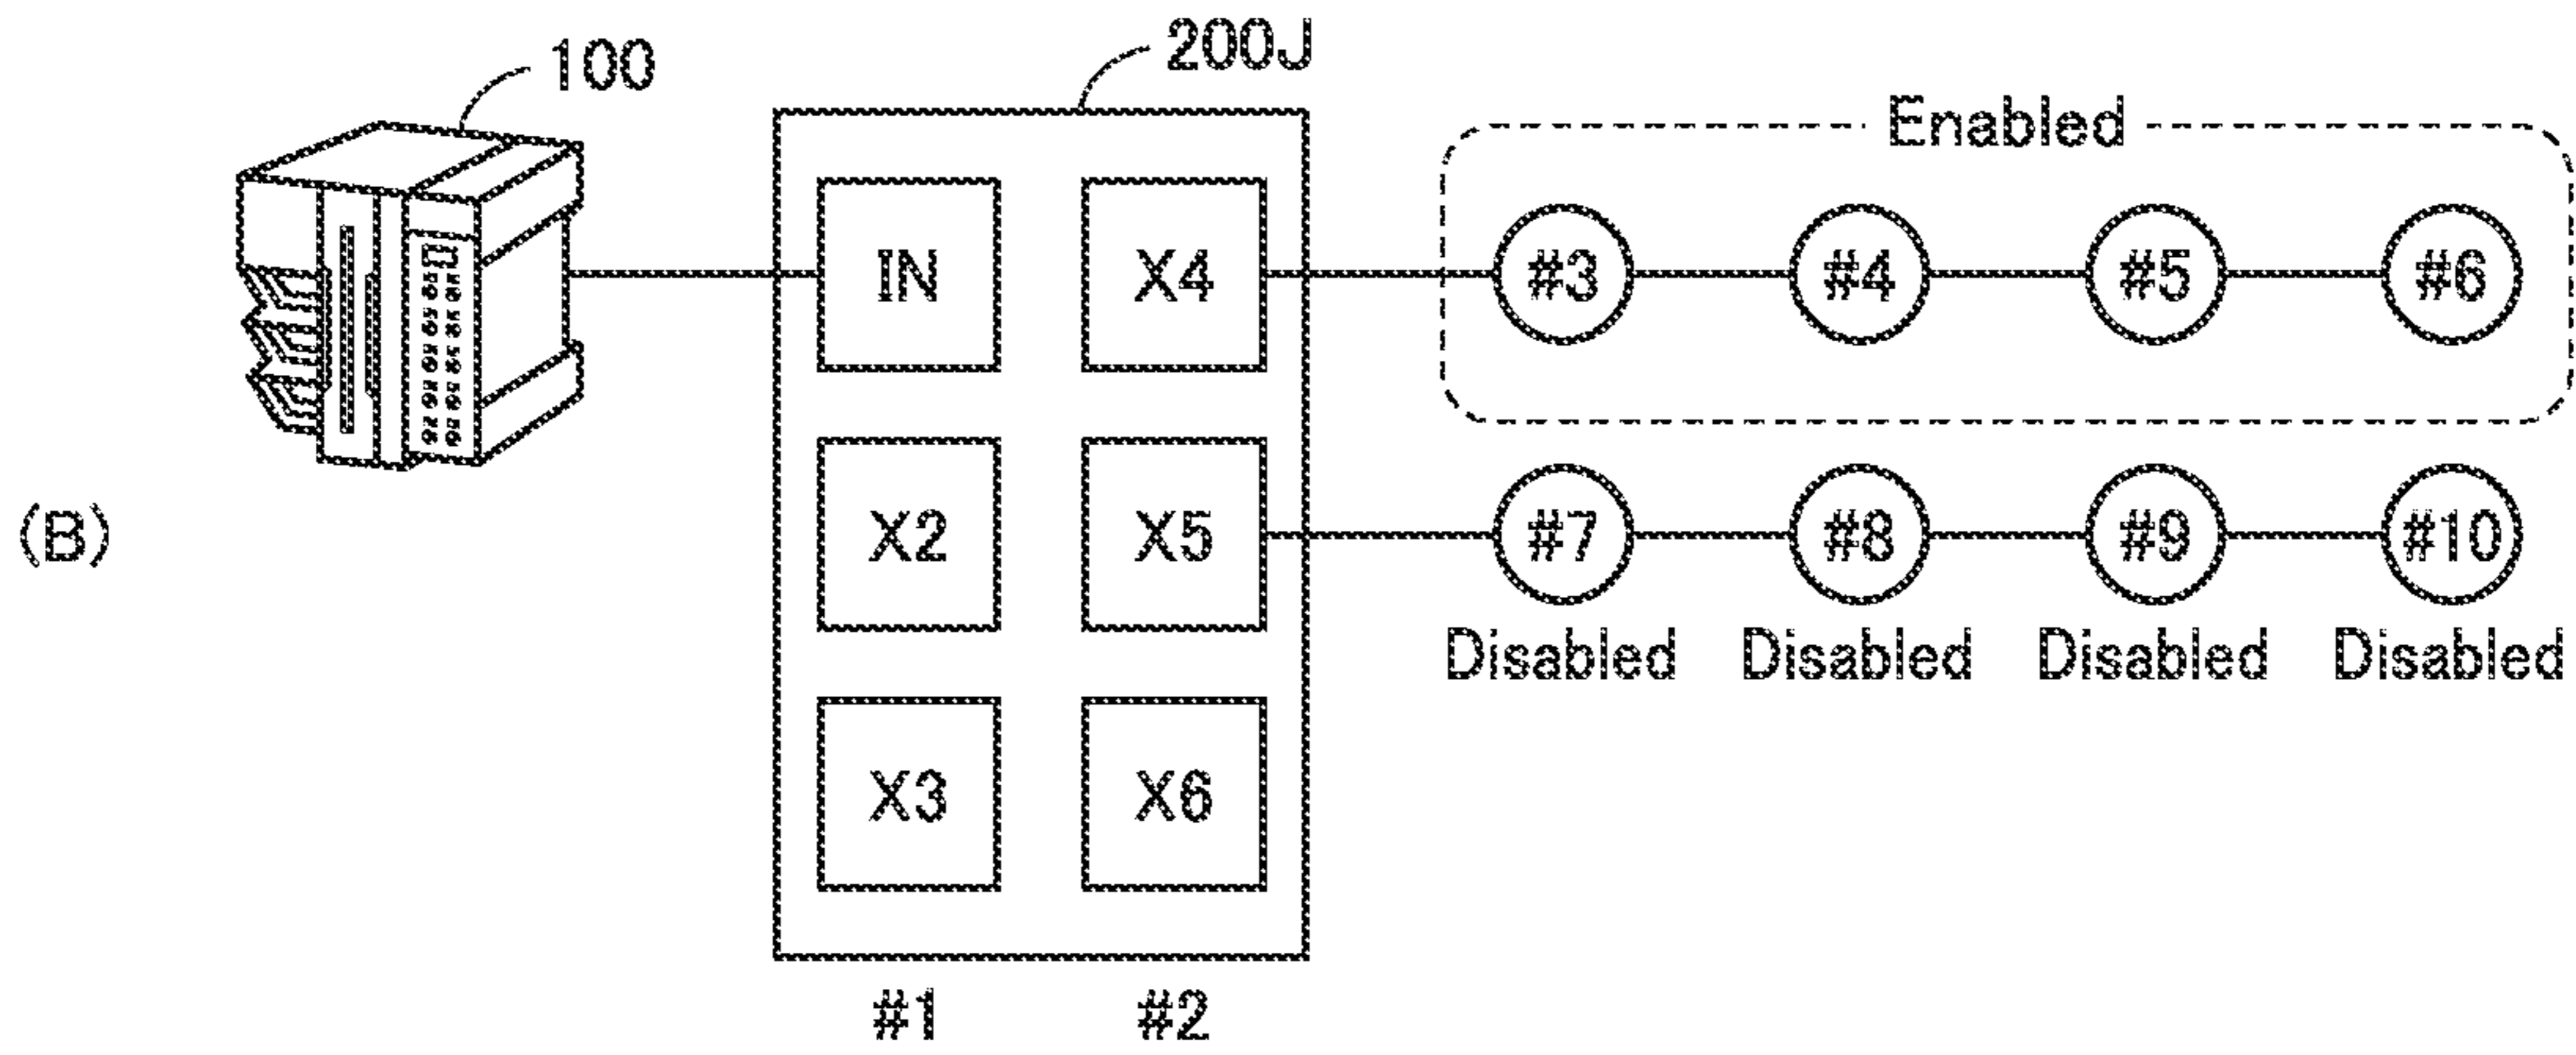 100
200J
Enabled
IN
X4
#3
#4
#5
#6
(B)
X2
X5
#7
#8
#9
#10
Disabled
Disabled
Disabled
Disabled
X3
X6
#1
#2